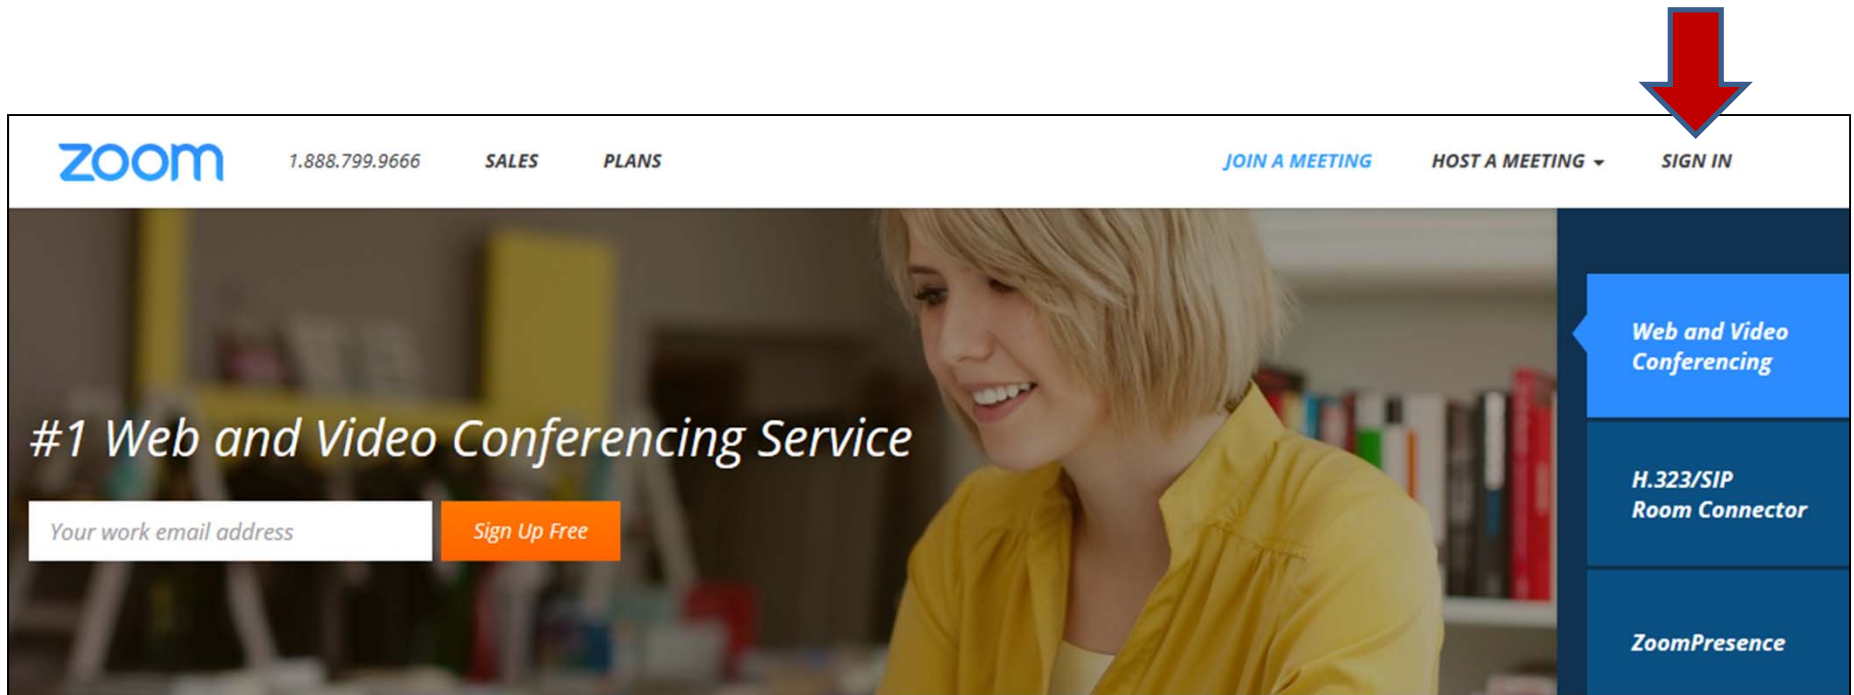 zoom 1.888.799.9666 SALES PLANS JOIN A MEETING HOST A MEETING SIGN IN
#1 Web and Video Conferencing Service
Your work email address Sign Up Free
Web and Video
Conferencing
H.323/SIP
Room Connector
ZoomPresence